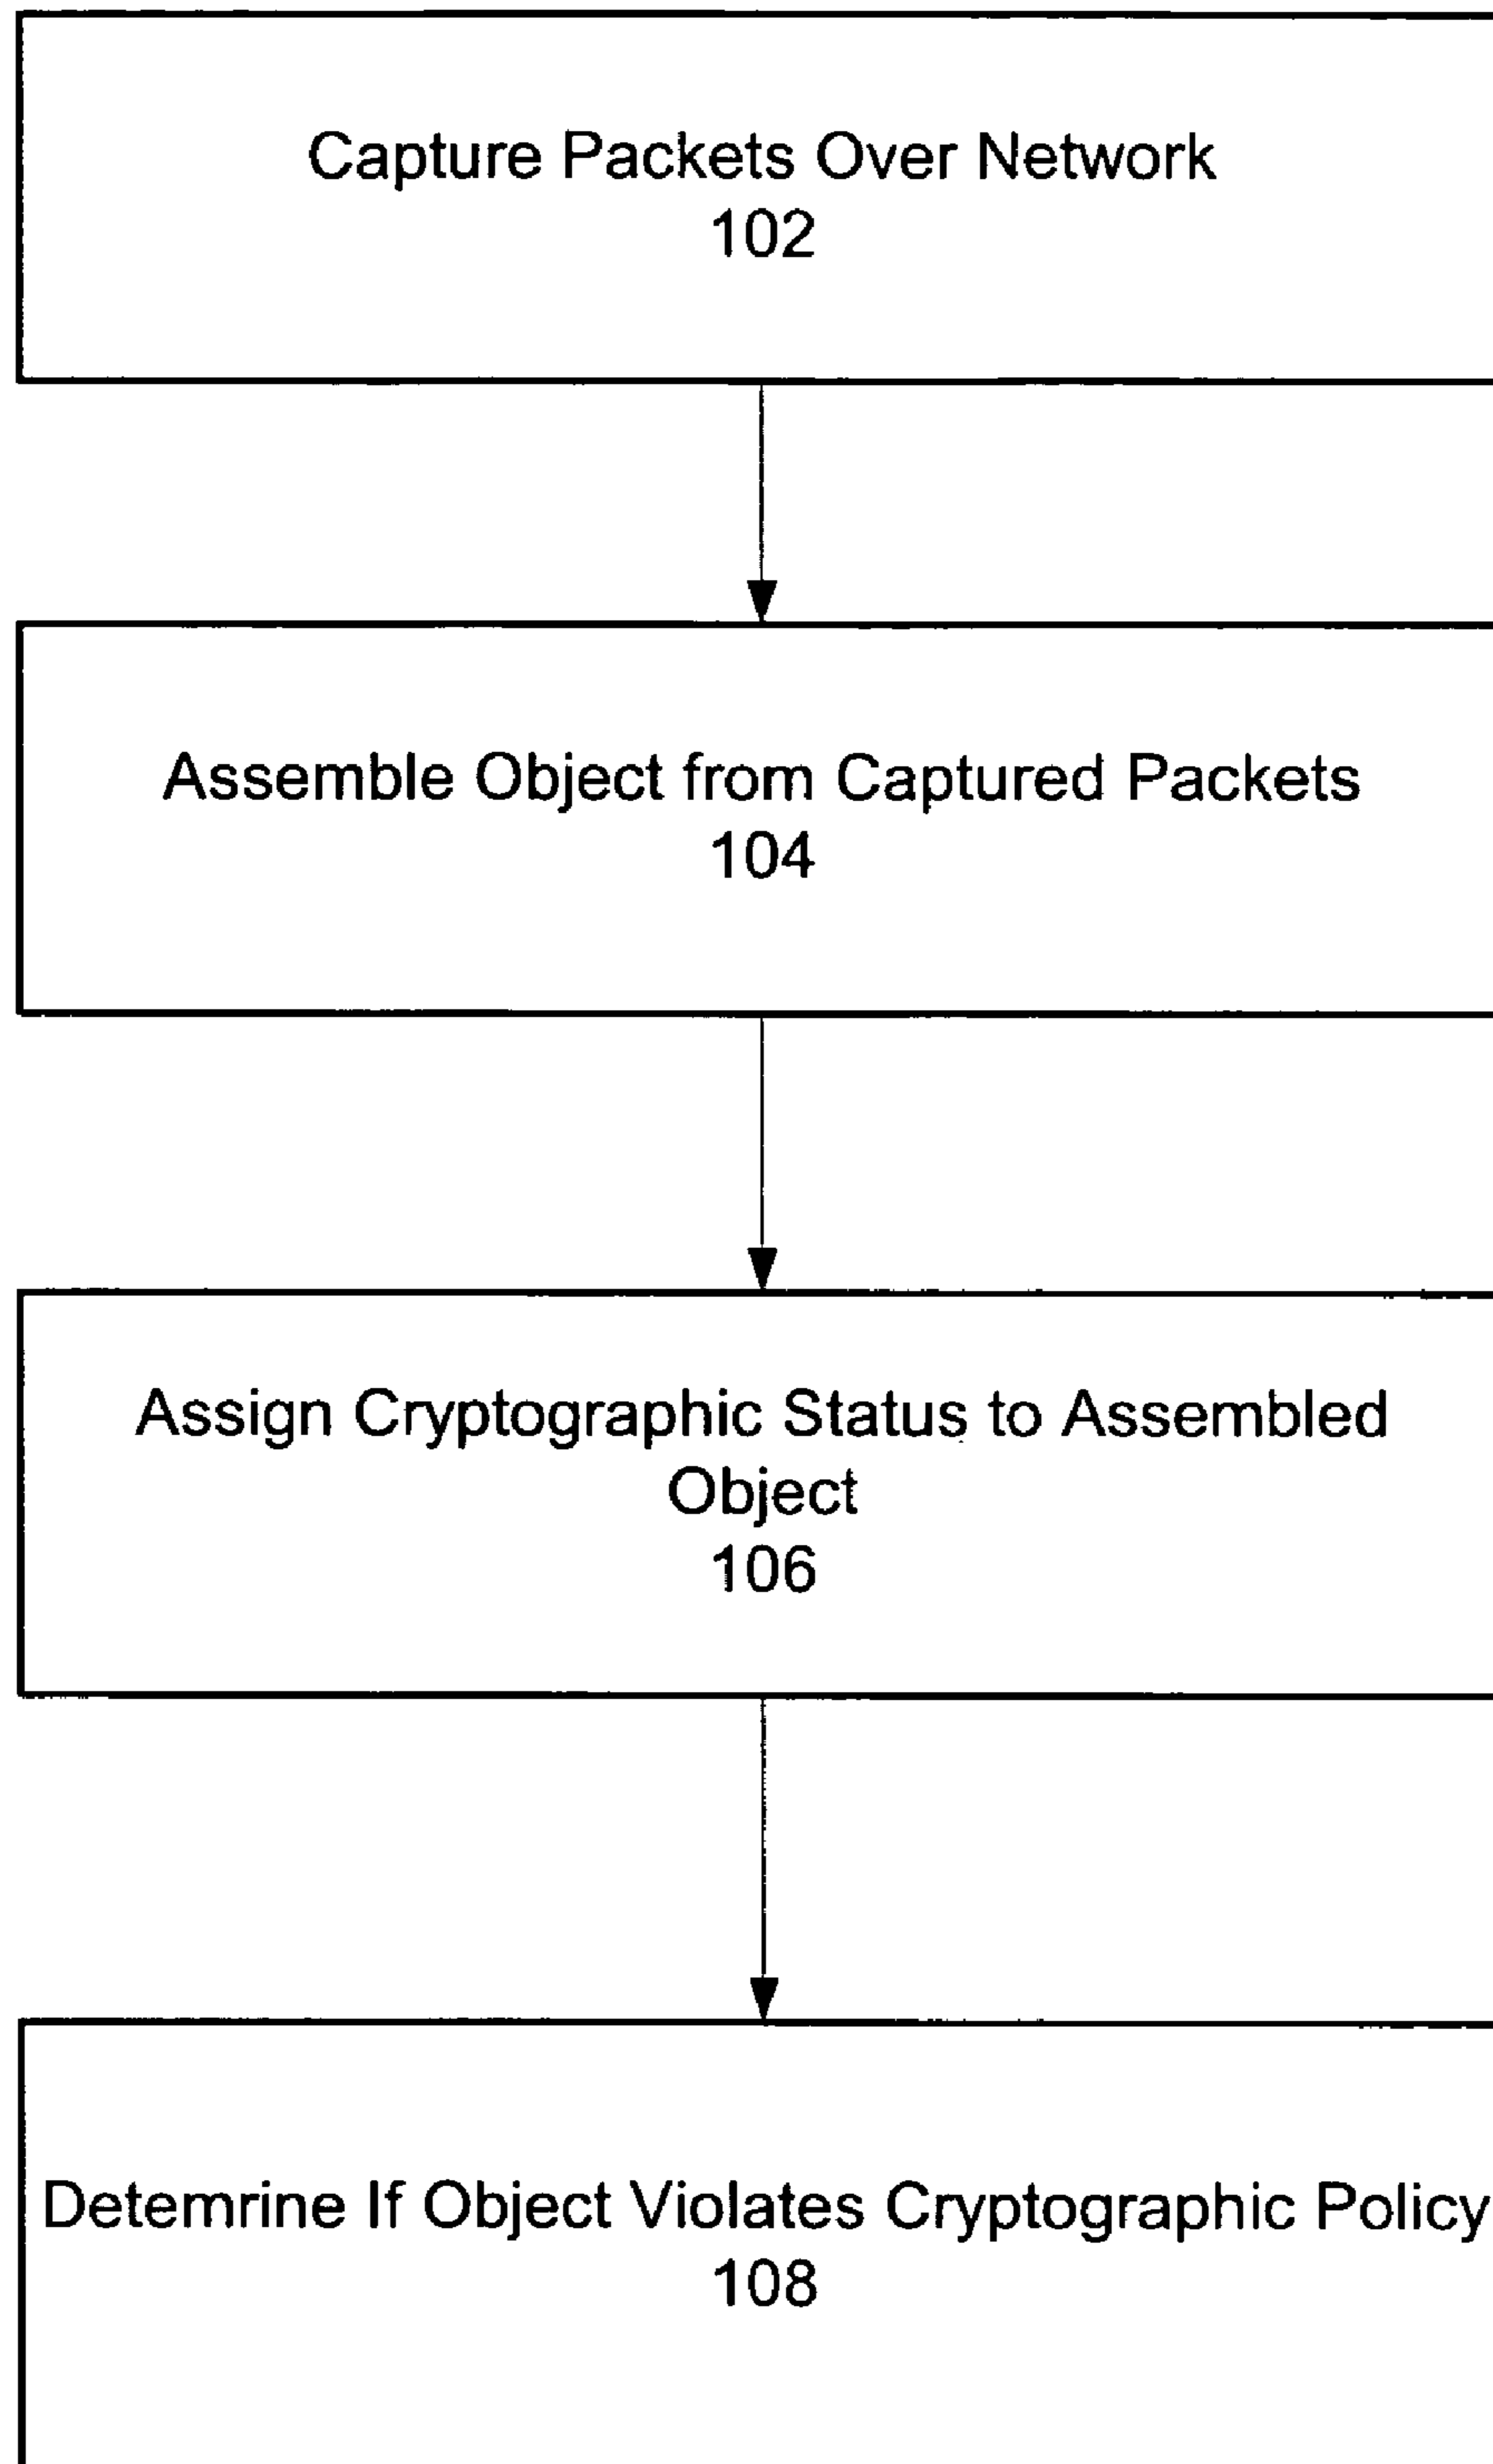 Capture Packets Over Network
102
Assemble Object from Captured Packets
104
Assign Cryptographic Status to Assembled
Object
106
Detemrine If Object Violates Cryptographic Policy
108